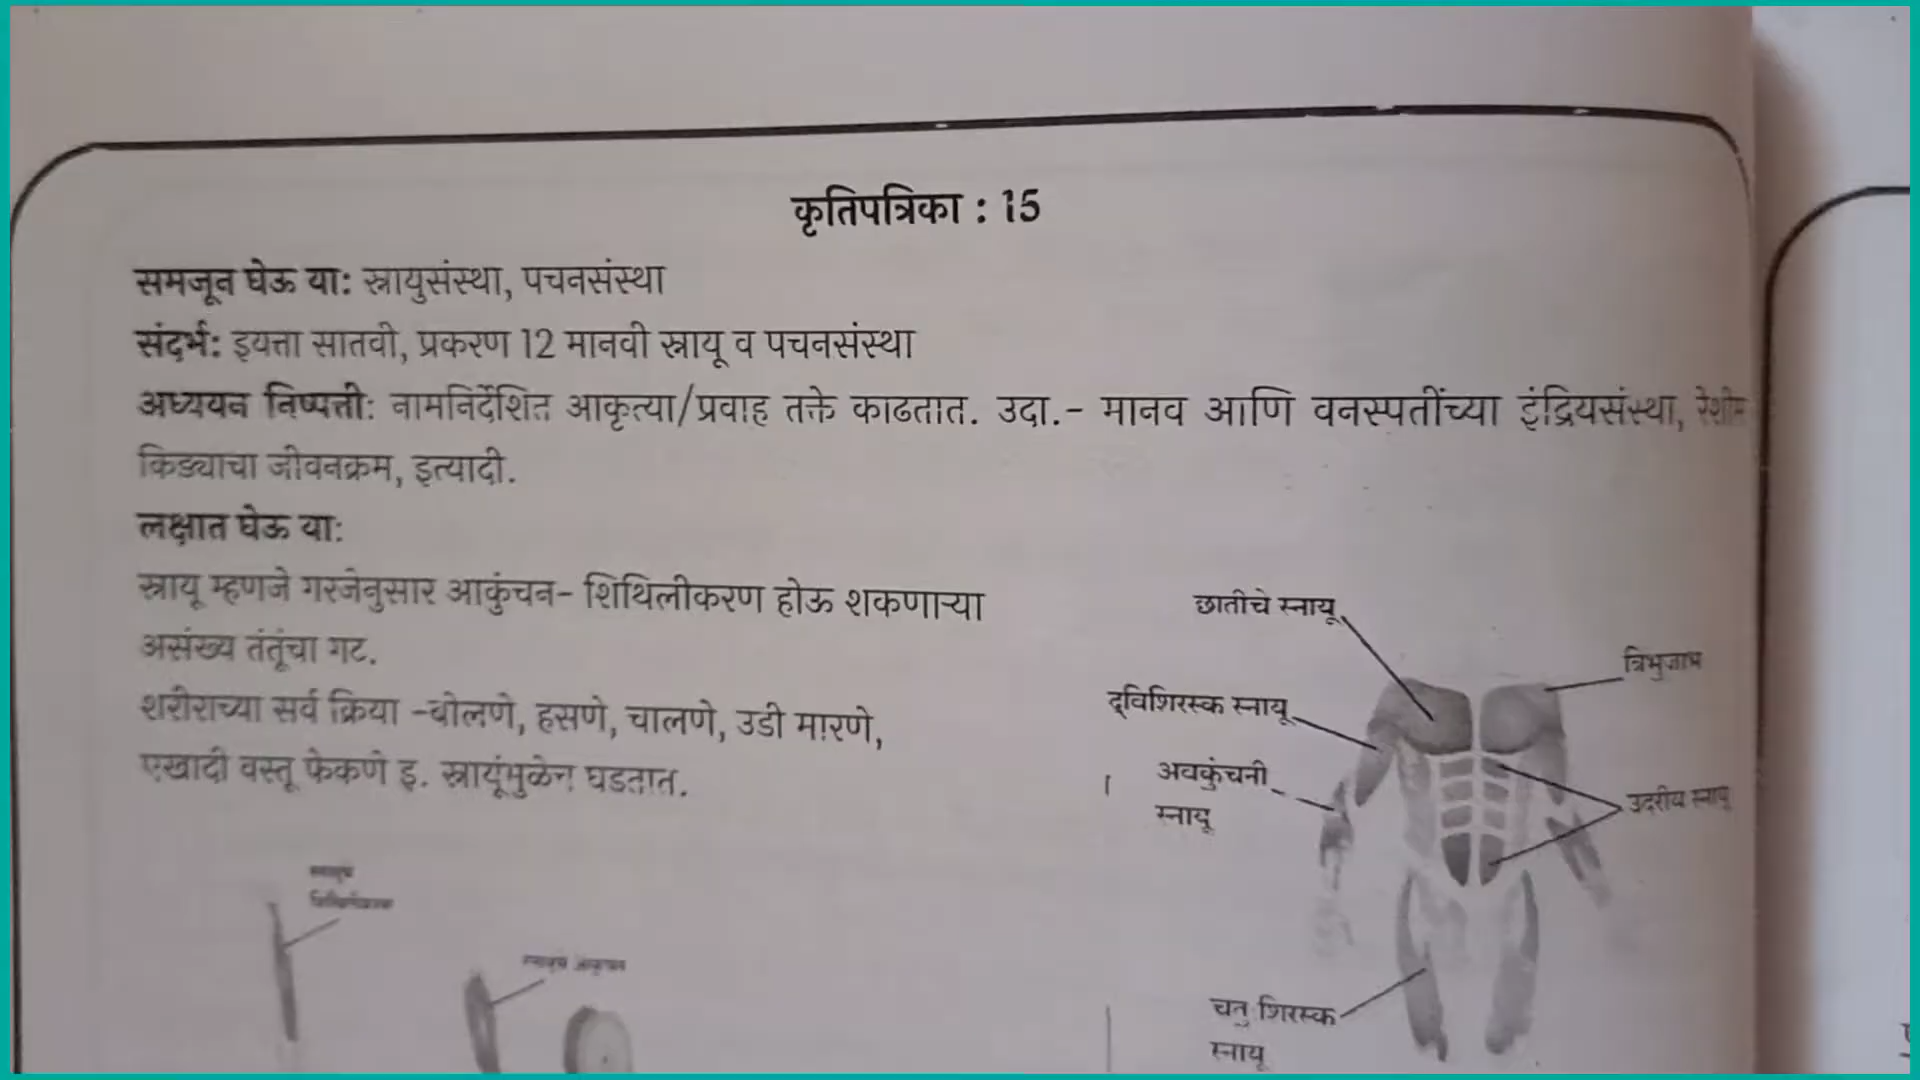 कृतिपत्रिका : 15
समजून घेऊ या: स्नायुसंस्था, पचनसंस्था
संदर्भ: इयत्ता सातवी, प्रकरण 12 मानवी स्नायू व पचनसंस्था
अध्ययन निष्पत्ती: नामनिर्देशित आकृत्या/प्रवाह तक्ते काढतात. उदा.- मानव आणि वनस्पतींच्या इंद्रियसंस्था, रेशीम
किड्याचा जीवनक्रम, इत्यादी.
लक्षात घेऊ या:
स्नायू म्हणजे गरजेनुसार आकुंचन- शिथिलीकरण होऊ शकणाऱ्या
असंख्य तंतूंचा गट.
शरीराच्या सर्व क्रिया -बोलणे, हसणे, चालणे, उडी मारणे,
एखादी वस्तू फेकणे इ. स्नायूंमुळेच घडतात.
छातीचे स्नायू
त्रिभुजाभ
द्विशिरस्क स्नायू
अवकुंचनी
स्नायू
उदरीय स्नायू
स्नायूचे आकुंचन
चतु:शिरस्क
स्नायू